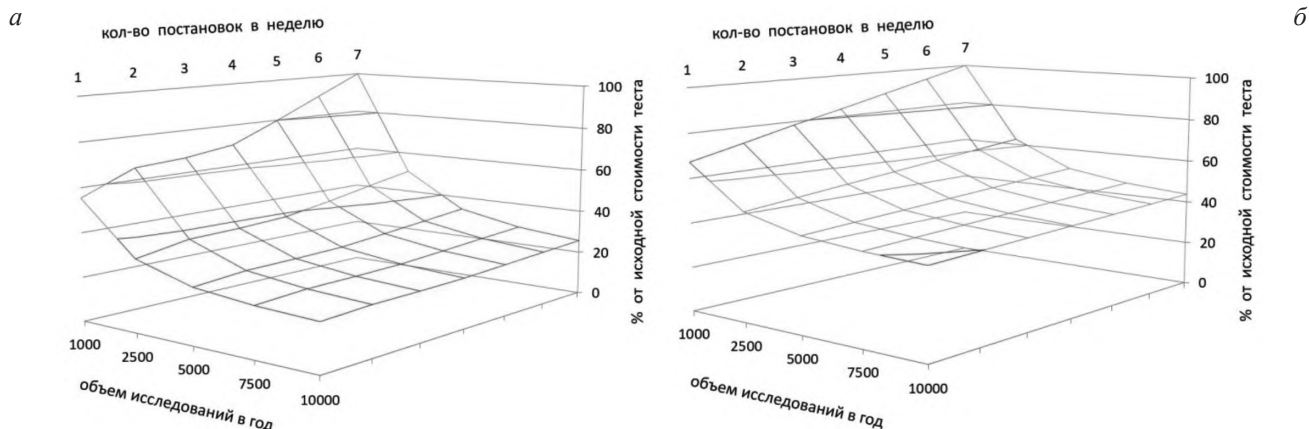 а
кол-во постановок в неделю
1 2 3 4 5 6 7
100
80
60
40
20
0
% от исходной стоимости теста
1000
2500
5000
7500
10000
объем исследований в год
б
кол-во постановок в неделю
1 2 3 4 5 6 7
100
80
60
40
20
0
% от исходной стоимости теста
1000
2500
5000
7500
10000
объем исследований в год